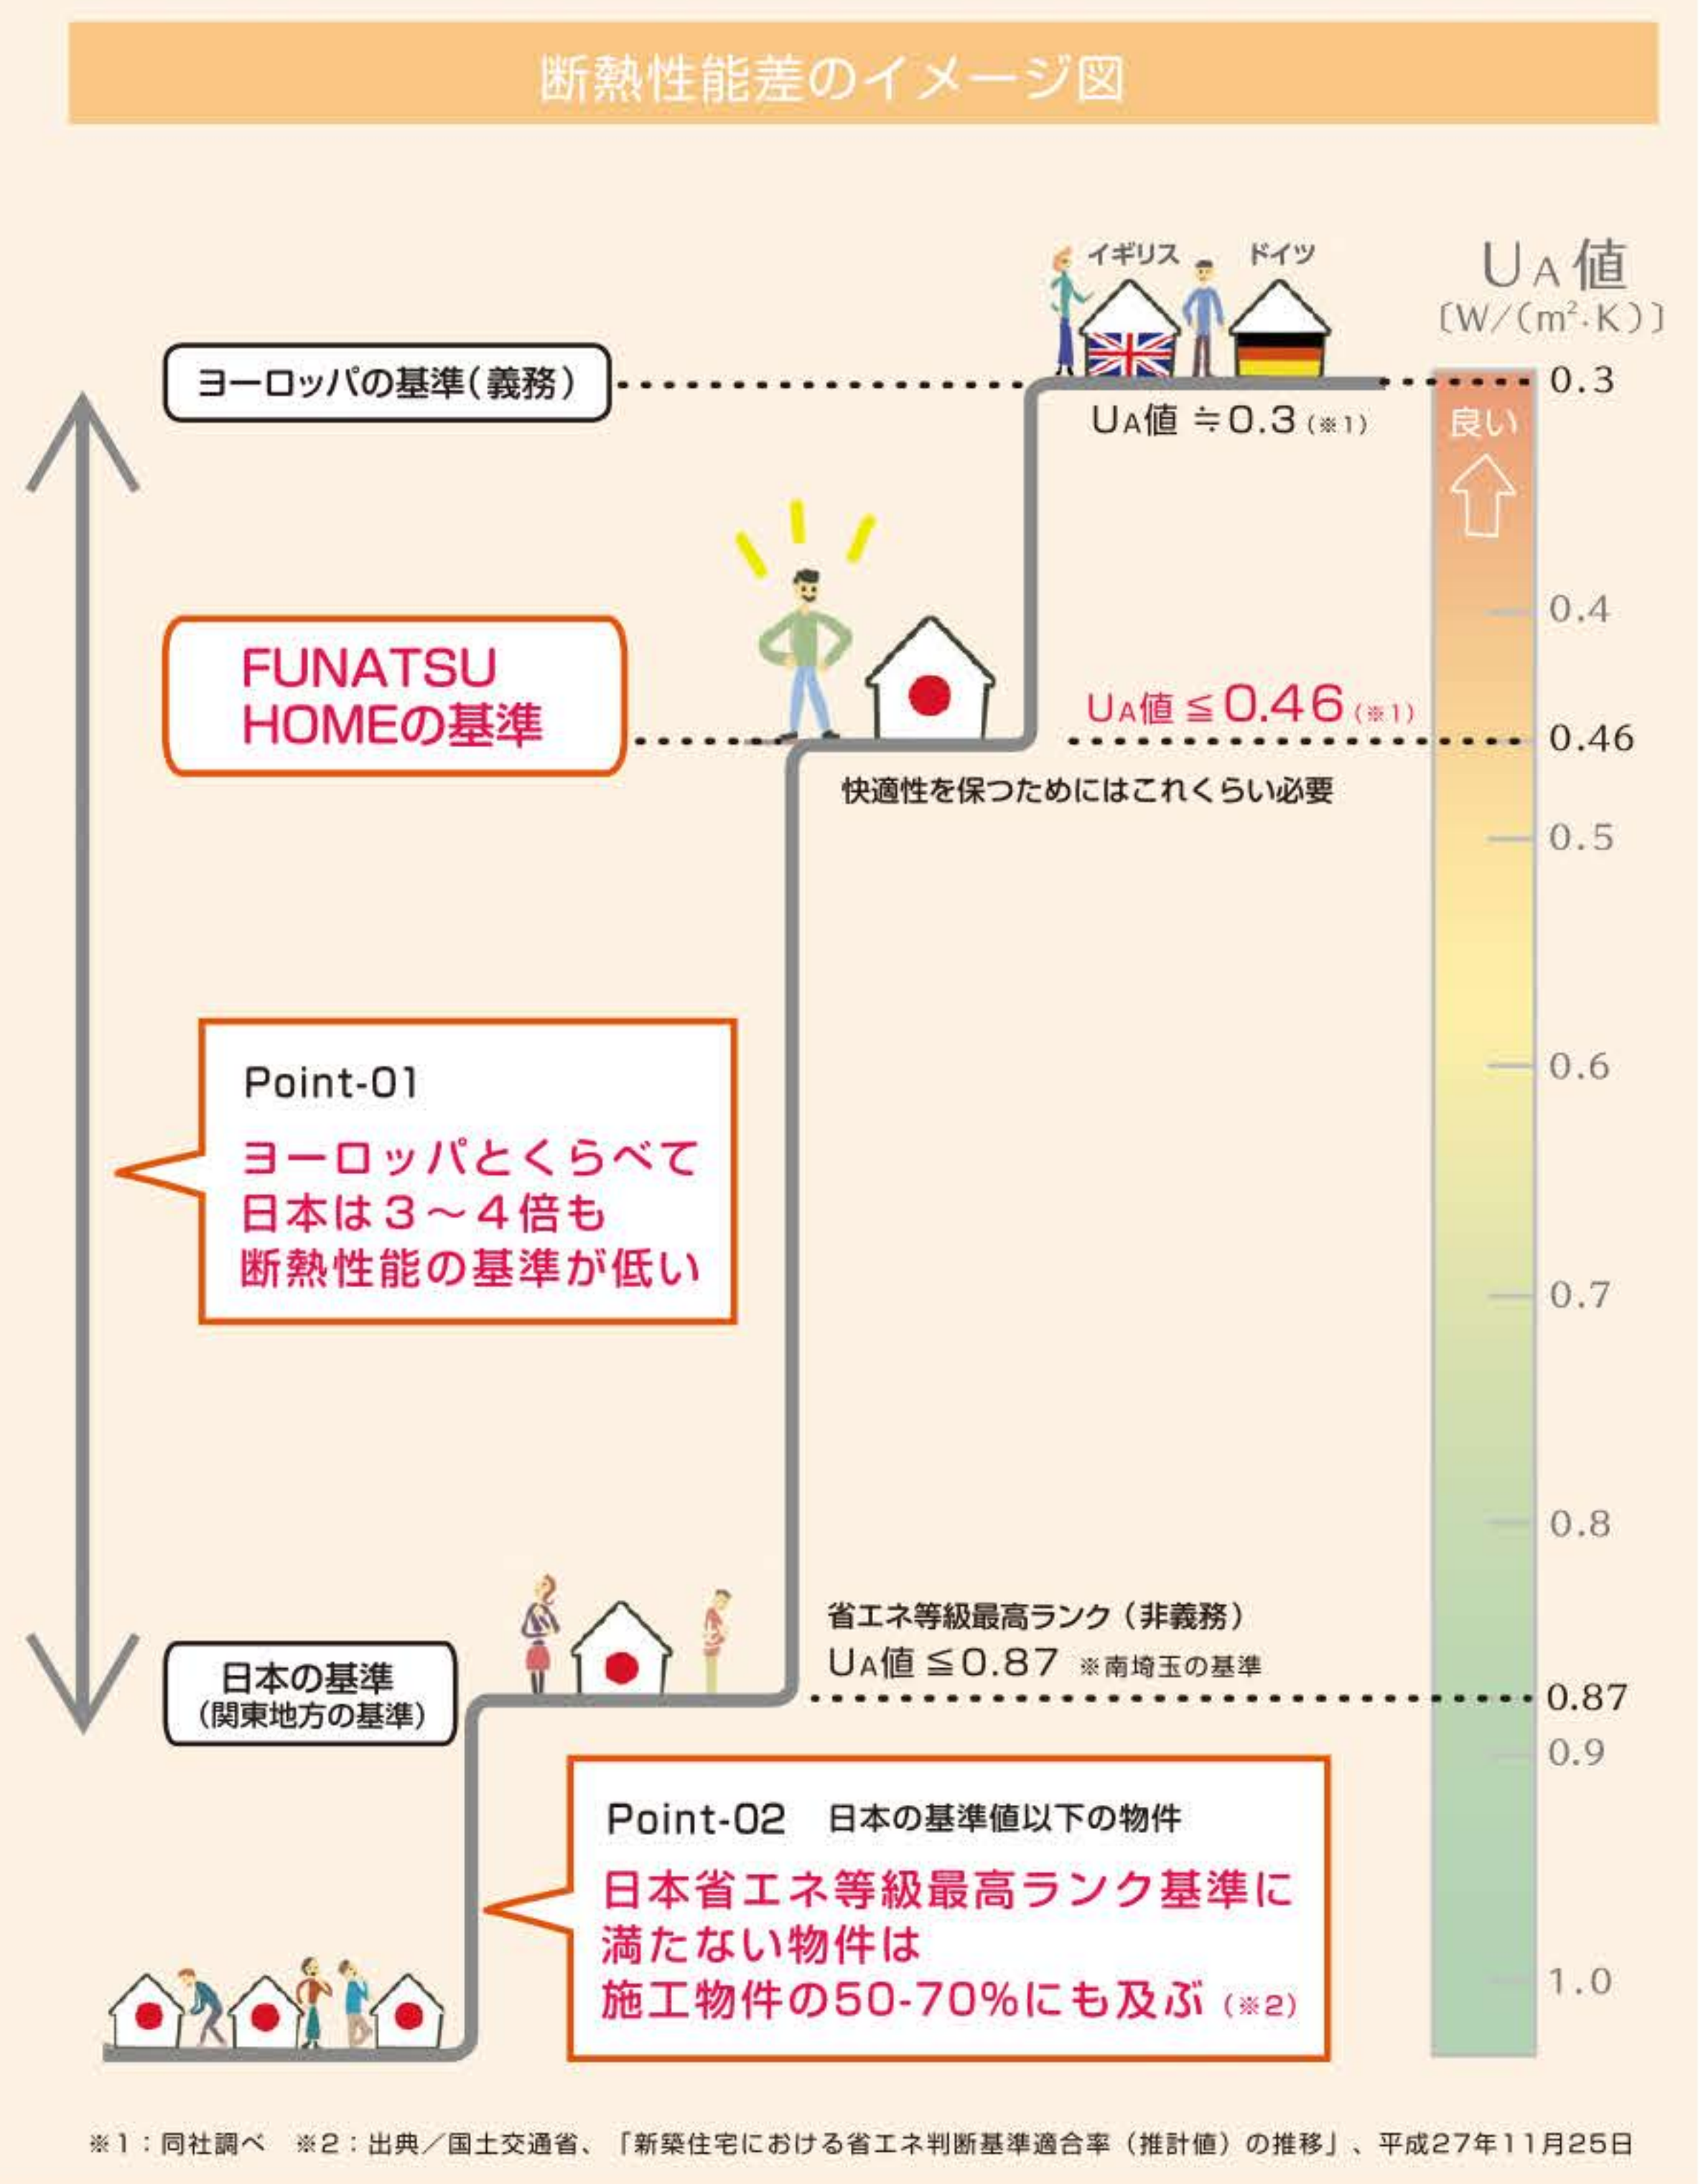 断熱性能差のイメージ図
イギリス ドイツ
UA値
〔W/(m²·K)〕
ヨーロッパの基準(義務)
UA値 ≒0.3 (※1)
0.3
良い
0.4
FUNATSU
HOMEの基準
UA値 ≦ 0.46 (※1)
0.46
快適性を保つためにはこれくらい必要
0.5
Point-01
ヨーロッパとくらべて
日本は3〜4倍も
断熱性能の基準が低い
0.6
0.7
0.8
省エネ等級最高ランク（非義務）
UA値 ≦0.87 ※南埼玉の基準
日本の基準
(関東地方の基準)
0.87
0.9
Point-02 日本の基準値以下の物件
日本省エネ等級最高ランク基準に
満たない物件は
施工物件の50-70%にも及ぶ (※2)
1.0
※1：同社調べ ※2：出典／国土交通省、「新築住宅における省エネ判断基準適合率（推計値）の推移」、平成27年11月25日